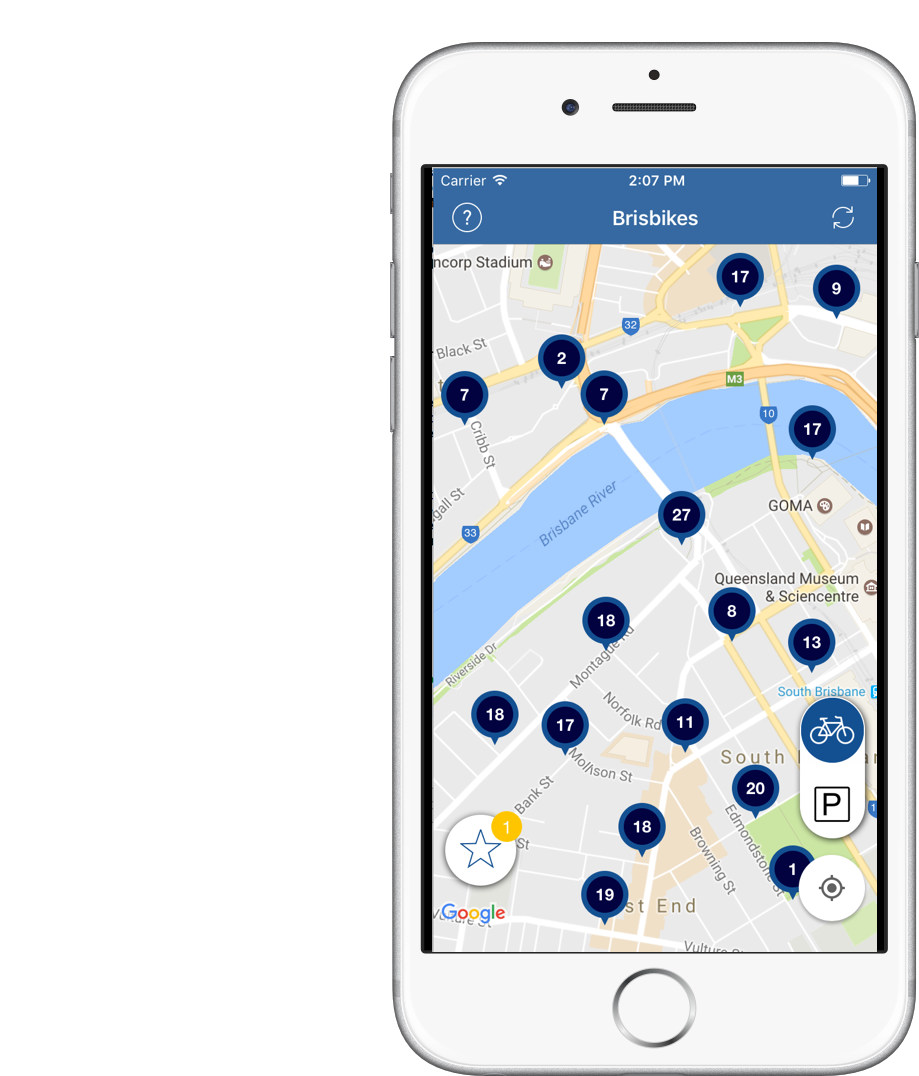 Carrier
2:07 PM
?
Brisbikes
ncorp Stadium
17
9
32
Black St
2
M3
7
7
10
17
Cribb St
GOMA
27
Brisbane River
33
Queensland Museum
& Sciencentre
8
18
13
Montague Rd
Riverside Dr
South Brisbane
18
17
Norfolk Rd
11
South
Mollison St
20
P
Bank St
1
18
St
Edmondstone St
Browning St
1
19
st End
Google
Vulture St
Vulture St